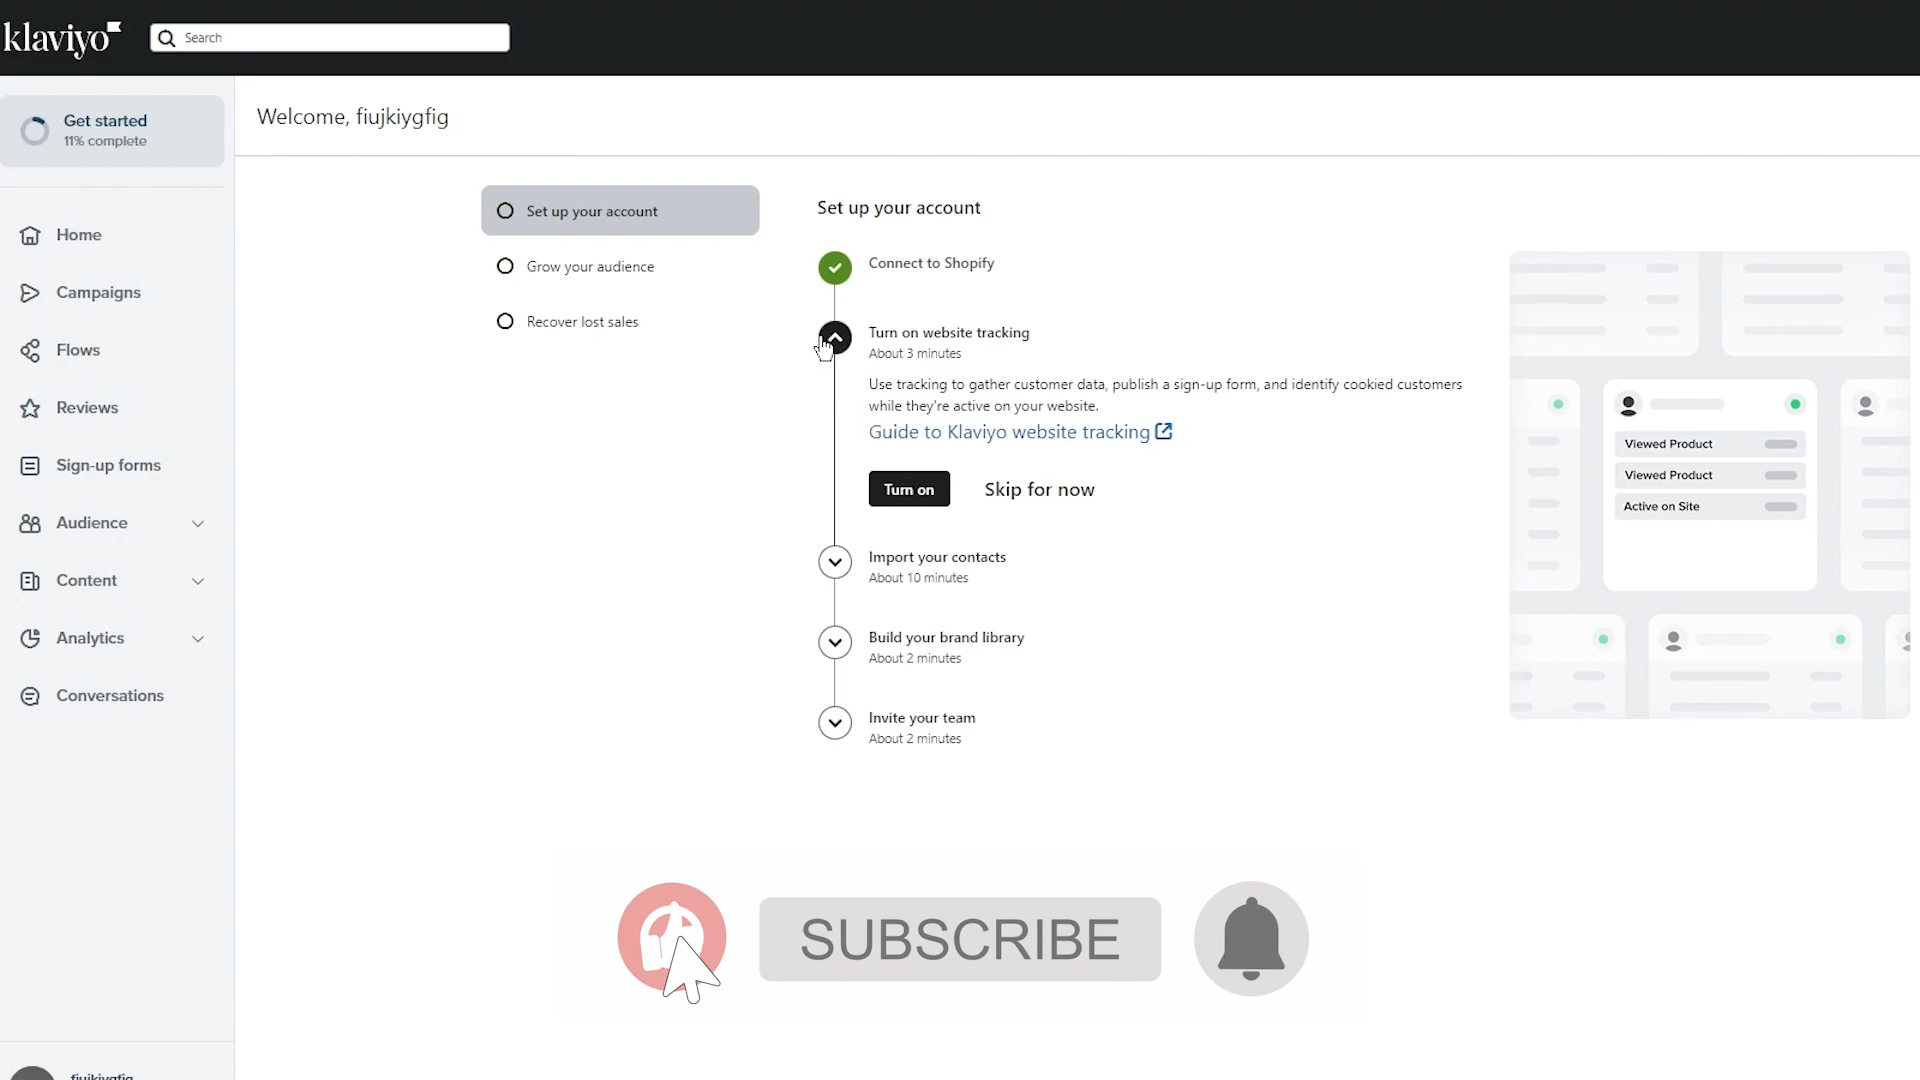 klaviyo
Search
Get started
11% complete
Home
Campaigns
Flows
Reviews
Sign-up forms
Audience
Content
Analytics
Conversations
fiujkiygfig
Welcome, fiujkiygfig
Set up your account
Grow your audience
Recover lost sales
Set up your account
Connect to Shopify
Turn on website tracking
About 3 minutes
Use tracking to gather customer data, publish a sign-up form, and identify cookied customers
while they're active on your website.
Guide to Klaviyo website tracking
Turn on Skip for now
Import your contacts
About 10 minutes
Build your brand library
About 2 minutes
Invite your team
About 2 minutes
Viewed Product
Viewed Product
Active on Site
SUBSCRIBE